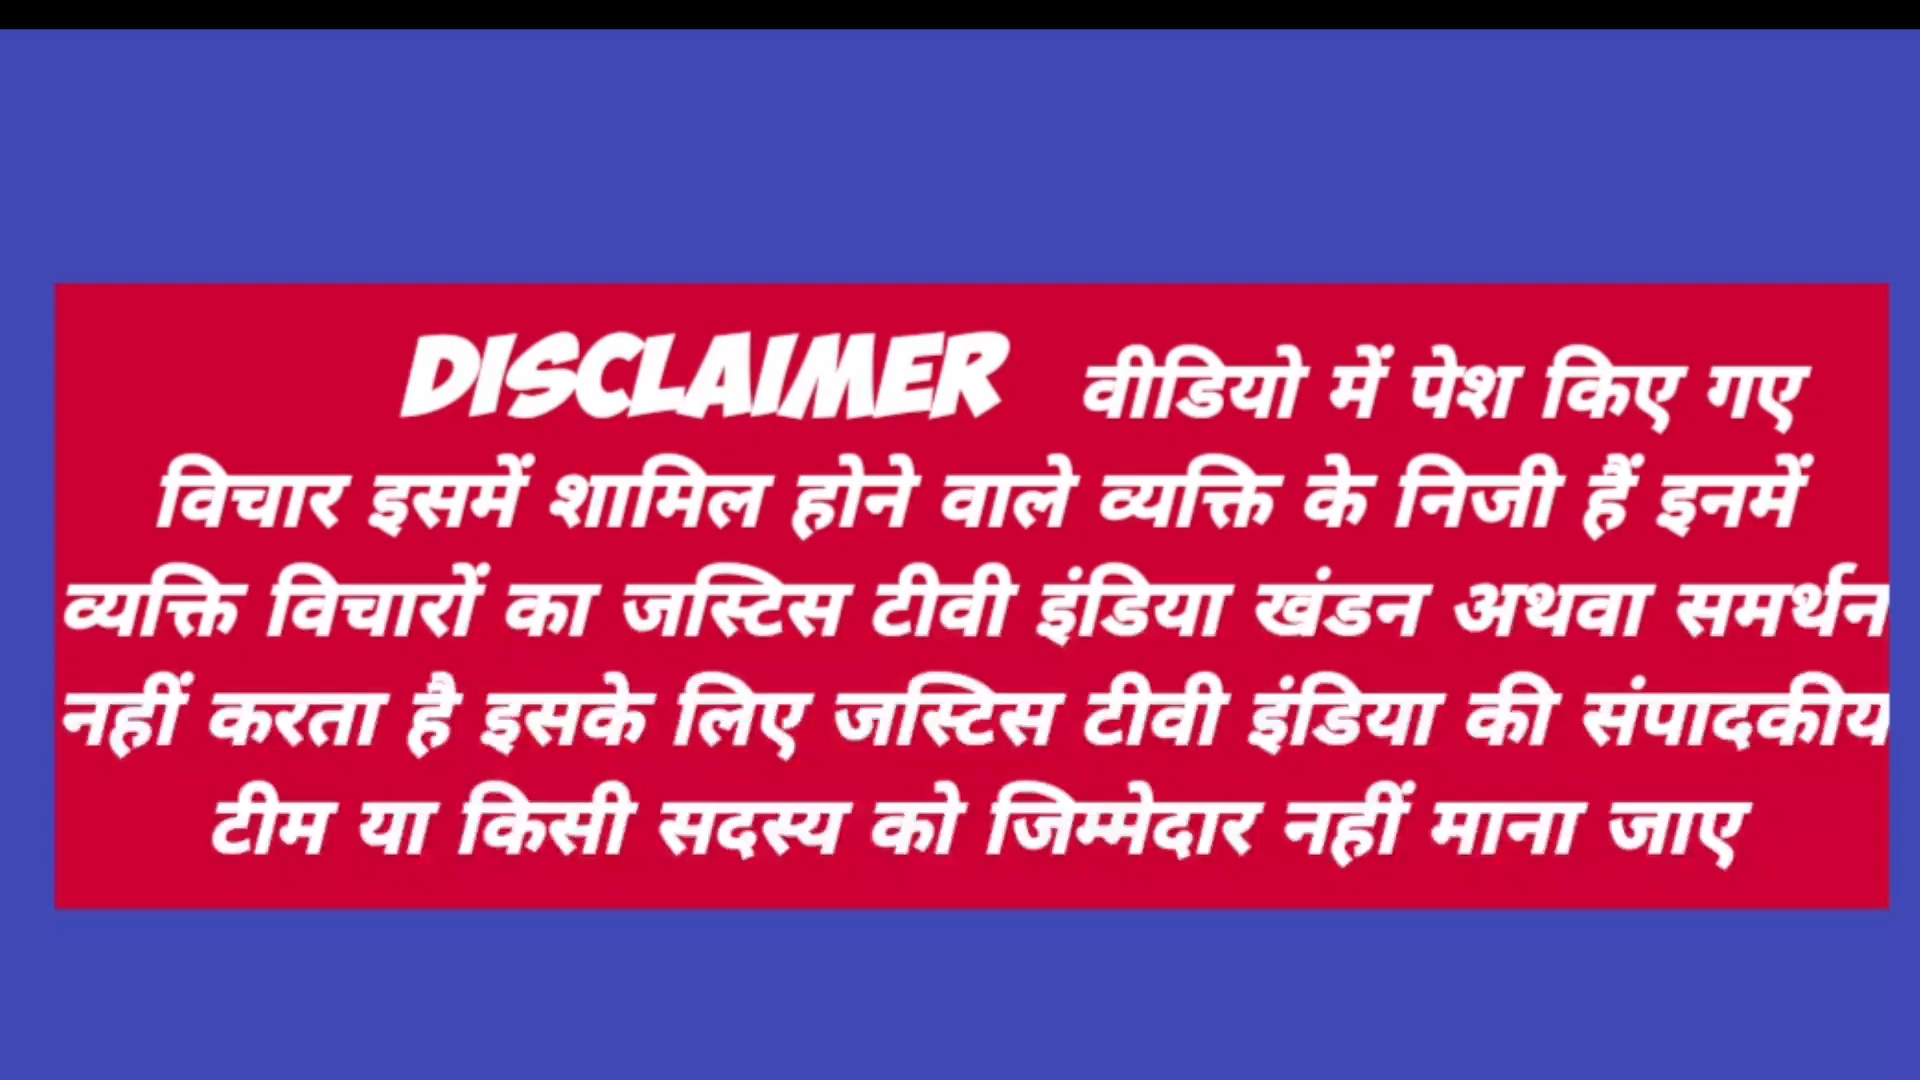 DISCLAIMER वीडियो में पेश किए गए
विचार इसमें शामिल होने वाले व्यक्ति के निजी हैं इनमें
व्यक्ति विचारों का जस्टिस टीवी इंडिया खंडन अथवा समर्थन
नहीं करता है इसके लिए जस्टिस टीवी इंडिया की संपादकीय
टीम या किसी सदस्य को जिम्मेदार नहीं माना जाए